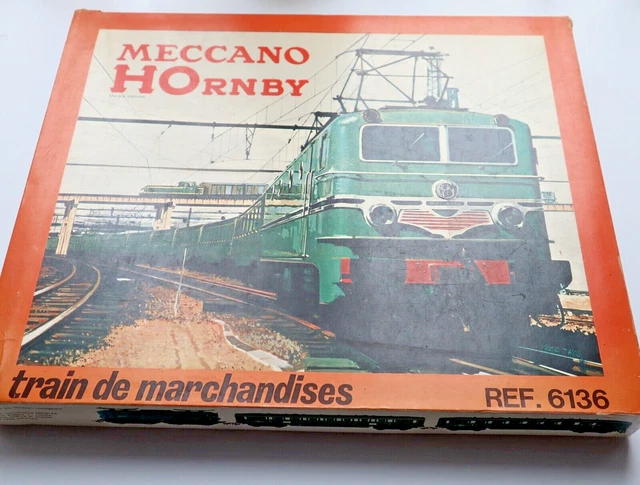 MECCANO
HORNBY
train de marchandises
REF. 6136